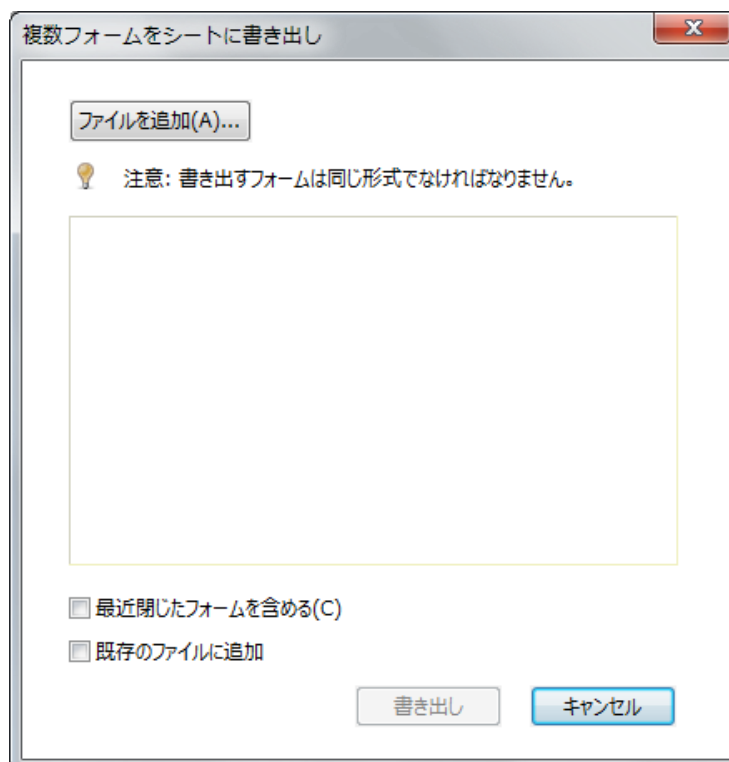 複数フォームをシートに書き出し
ファイルを追加(A)...
注意: 書き出すフォームは同じ形式でなければなりません。
最近閉じたフォームを含める(C)
既存のファイルに追加
書き出し キャンセル